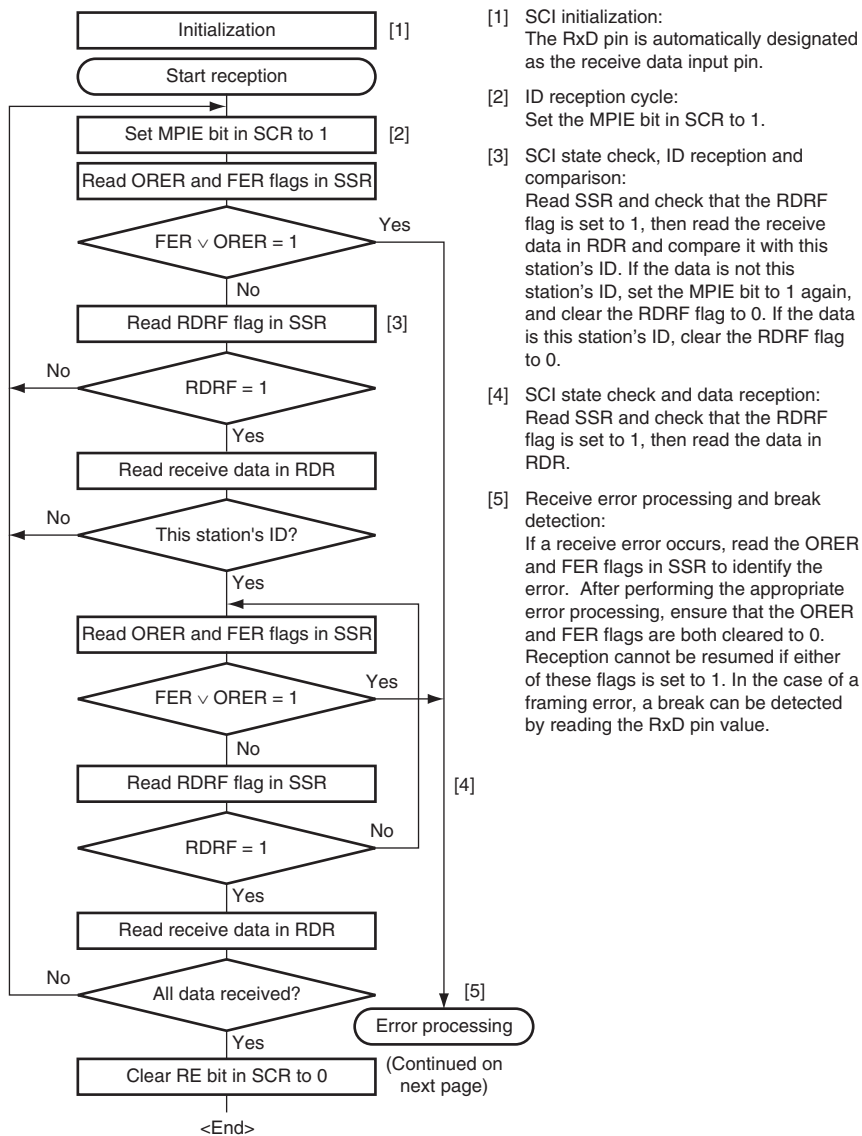 Initialization [1]
Start reception
Set MPIE bit in SCR to 1 [2]
Read ORER and FER flags in SSR
FER ∨ ORER = 1
Yes
No
Read RDRF flag in SSR [3]
RDRF = 1
No
Yes
Read receive data in RDR
This station's ID?
No
Yes
Read ORER and FER flags in SSR
FER ∨ ORER = 1
Yes
No
Read RDRF flag in SSR
[4]
RDRF = 1
No
Yes
Read receive data in RDR
All data received?
No
Yes
[5]
Error processing
(Continued on
next page)
Clear RE bit in SCR to 0
<End>
[1] SCI initialization:
The RxD pin is automatically designated
as the receive data input pin.
[2] ID reception cycle:
Set the MPIE bit in SCR to 1.
[3] SCI state check, ID reception and
comparison:
Read SSR and check that the RDRF
flag is set to 1, then read the receive
data in RDR and compare it with this
station's ID. If the data is not this
station's ID, set the MPIE bit to 1 again,
and clear the RDRF flag to 0. If the data
is this station's ID, clear the RDRF flag
to 0.
[4] SCI state check and data reception:
Read SSR and check that the RDRF
flag is set to 1, then read the data in
RDR.
[5] Receive error processing and break
detection:
If a receive error occurs, read the ORER
and FER flags in SSR to identify the
error. After performing the appropriate
error processing, ensure that the ORER
and FER flags are both cleared to 0.
Reception cannot be resumed if either
of these flags is set to 1. In the case of a
framing error, a break can be detected
by reading the RxD pin value.